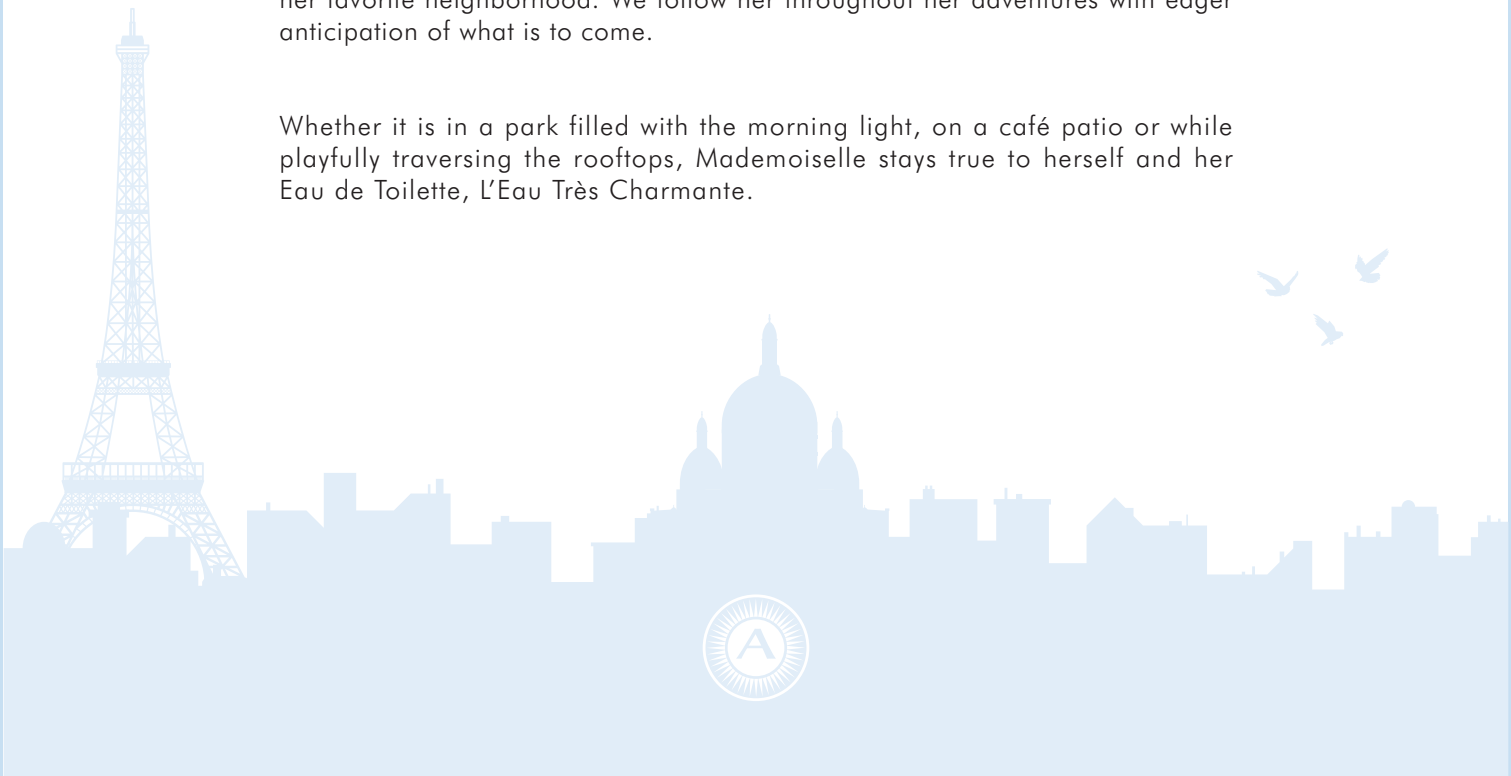 her favorite neighborhood. We follow her throughout her adventures with eager
anticipation of what is to come.
Whether it is in a park filled with the morning light, on a café patio or while
playfully traversing the rooftops, Mademoiselle stays true to herself and her
Eau de Toilette, L’Eau Très Charmante.
A